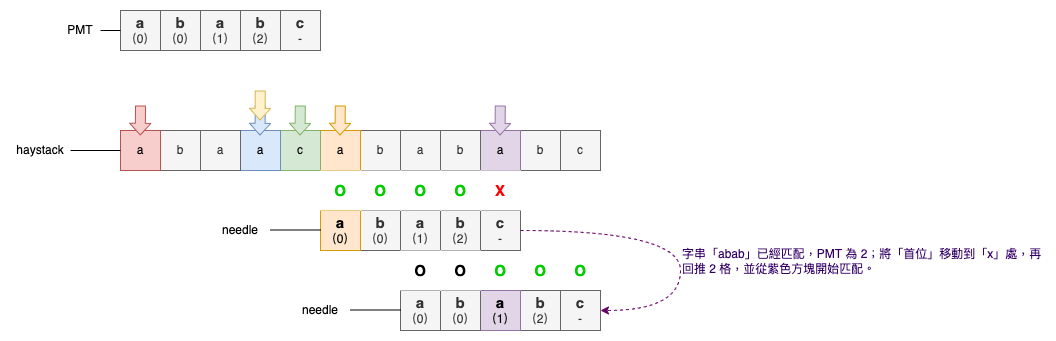 PMT
a b a b c
(0) (0) (1) (2) -
haystack
a b a a c a b a b a b c
O O O O X
needle
a b a b c
(0) (0) (1) (2) -
字串「abab」已經匹配，PMT 為 2；將「首位」移動到「x」處，再
回推 2 格，並從紫色方塊開始匹配。
O O O O O
needle
a b a b c
(0) (0) (1) (2) -